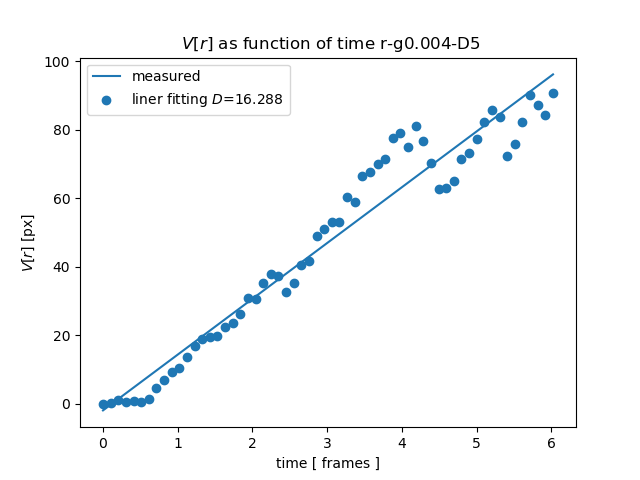 V[r] as function of time r-g0.004-D5
measured
liner fitting D=16.288
100
80
60
40
20
0
V[r] [px]
0 1 2 3 4 5 6
time [ frames ]